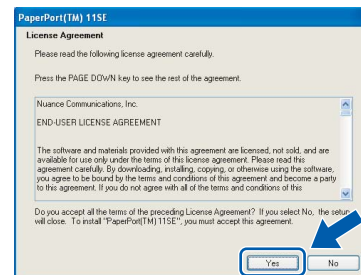 PaperPort(TM) 11SE
License Agreement
Please read the following license agreement carefully.
Press the PAGE DOWN key to see the rest of the agreement.
Nuance Communications, Inc.
END-USER LICENSE AGREEMENT
The software and materials provided with this agreement are licensed, not sold, and are
available for use only under the terms of this license agreement. Please read this
agreement carefully. By downloading, installing, copying, or otherwise using the software,
you agree to be bound by the terms and conditions of this agreement and become a party
to this agreement. If you do not agree with all of the terms and conditions of this
Do you accept all the terms of the preceding License Agreement? If you select No, the setup
will close. To install "PaperPort(TM) 11SE", you must accept this agreement.
Yes
No